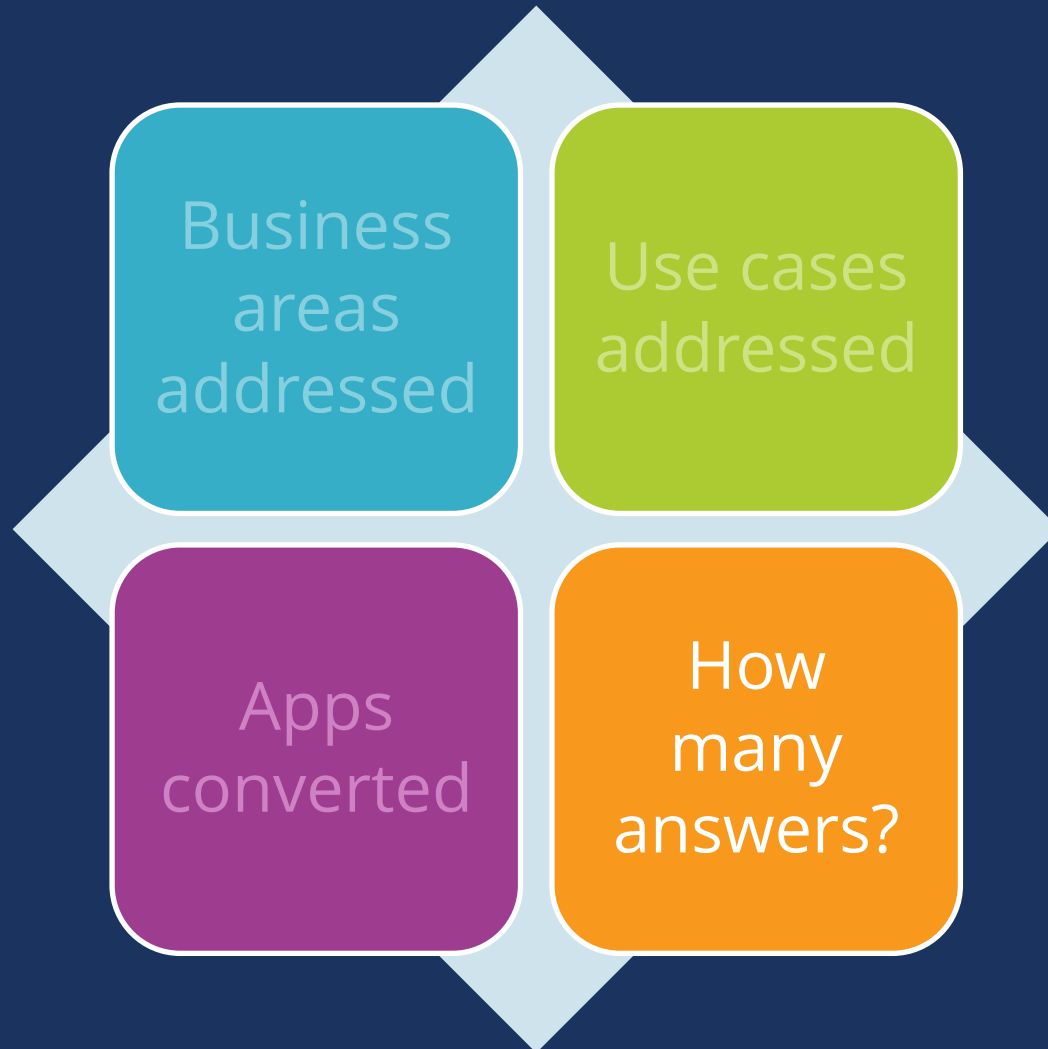 Business
areas
addressed
Use cases
addressed
Apps
converted
How
many
answers?